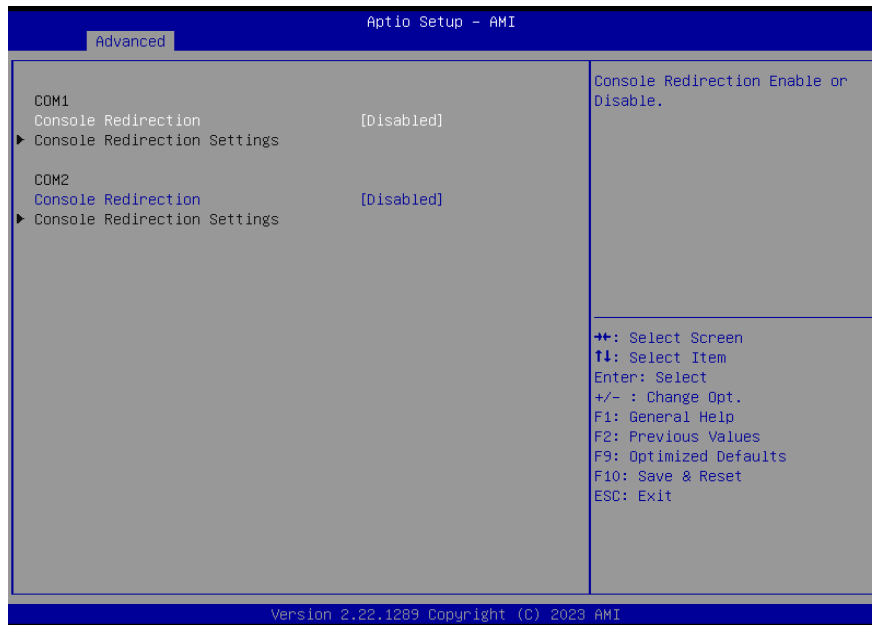 Aptio Setup – AMI
Advanced
COM1
Console Redirection [Disabled]
▶ Console Redirection Settings
COM2
Console Redirection [Disabled]
▶ Console Redirection Settings
Console Redirection Enable or
Disable.
→←: Select Screen
↑↓: Select Item
Enter: Select
+/- : Change Opt.
F1: General Help
F2: Previous Values
F9: Optimized Defaults
F10: Save & Reset
ESC: Exit
Version 2.22.1289 Copyright (C) 2023 AMI